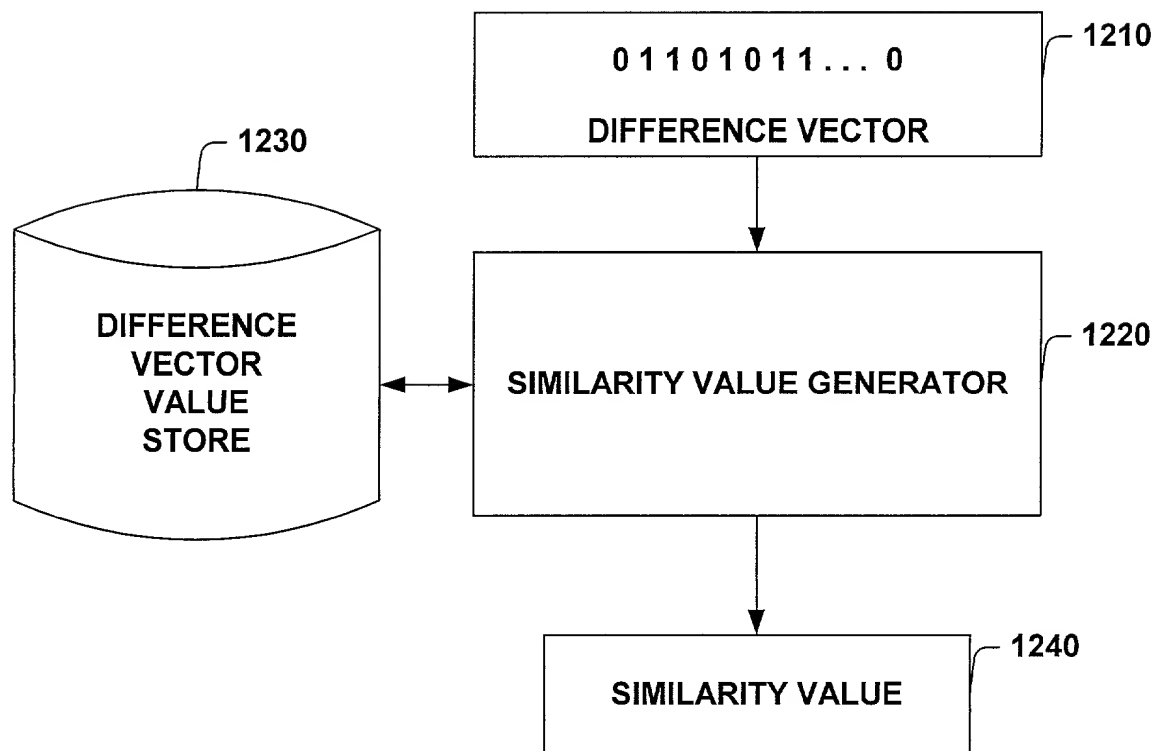 0 1 1 0 1 0 1 1 . . . 0
DIFFERENCE VECTOR
1210
1230
DIFFERENCE
VECTOR
VALUE
STORE
SIMILARITY VALUE GENERATOR
1220
SIMILARITY VALUE
1240